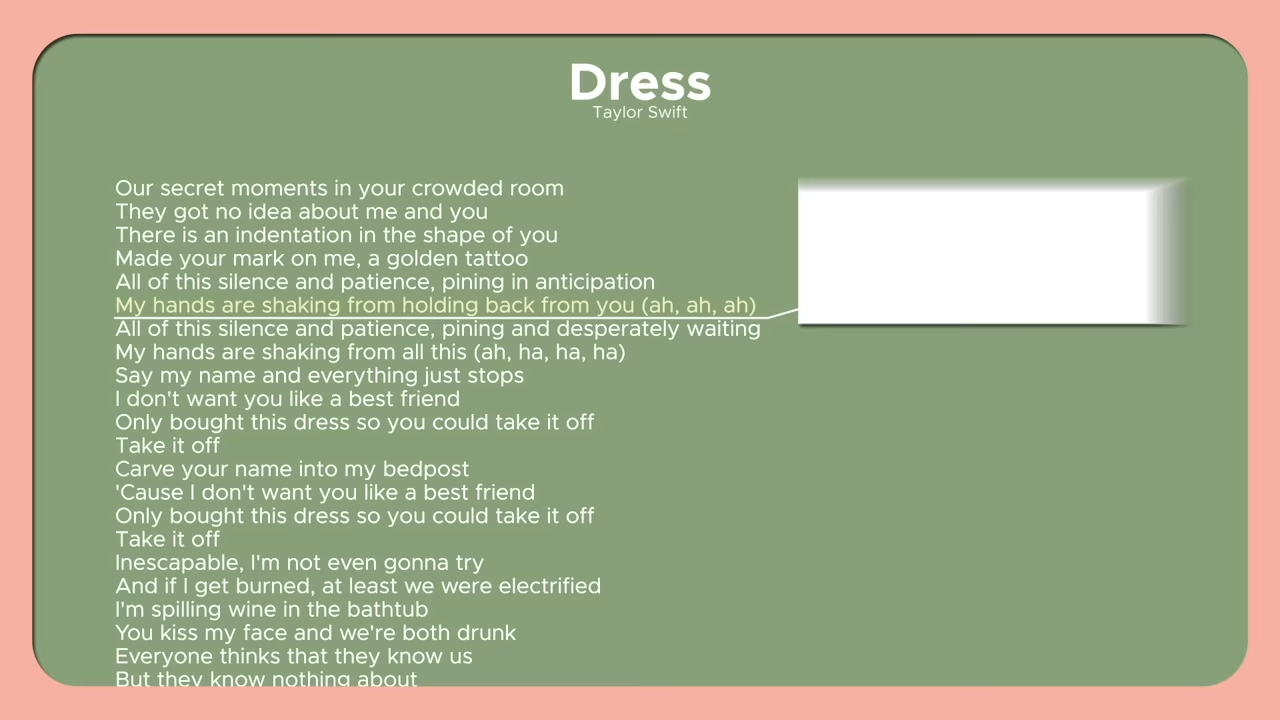 Dress
Taylor Swift
Our secret moments in your crowded room
They got no idea about me and you
There is an indentation in the shape of you
Made your mark on me, a golden tattoo
All of this silence and patience, pining in anticipation
My hands are shaking from holding back from you (ah, ah, ah)
All of this silence and patience, pining and desperately waiting
My hands are shaking from all this (ah, ha, ha, ha)
Say my name and everything just stops
I don't want you like a best friend
Only bought this dress so you could take it off
Take it off
Carve your name into my bedpost
'Cause I don't want you like a best friend
Only bought this dress so you could take it off
Take it off
Inescapable, I'm not even gonna try
And if I get burned, at least we were electrified
I'm spilling wine in the bathtub
You kiss my face and we're both drunk
Everyone thinks that they know us
But they know nothing about